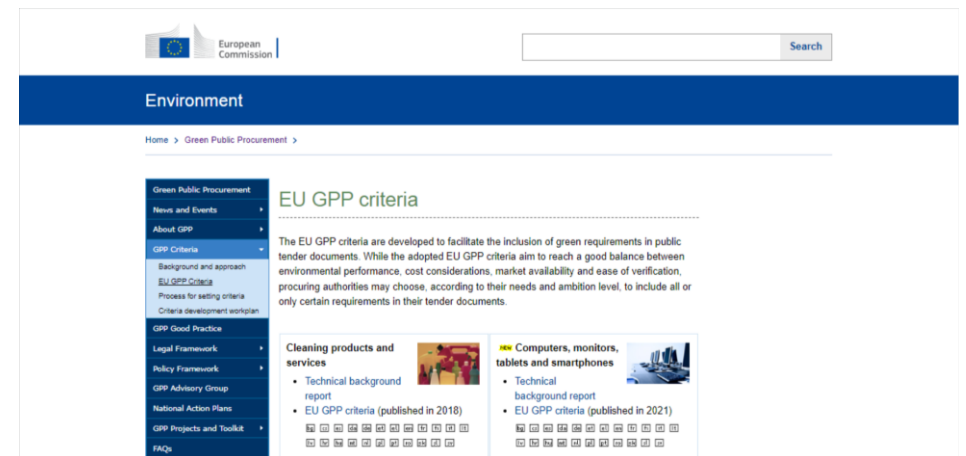 European
Commission
Search
Environment
Home > Green Public Procurement >
Green Public Procurement
News and Events
About GPP
GPP Criteria
Background and approach
EU GPP Criteria
Process for setting criteria
Criteria development workplan
GPP Good Practice
Legal Framework
Policy Framework
GPP Advisory Group
National Action Plans
GPP Projects and Toolkit
FAQs
EU GPP criteria
The EU GPP criteria are developed to facilitate the inclusion of green requirements in public
tender documents. While the adopted EU GPP criteria aim to reach a good balance between
environmental performance, cost considerations, market availability and ease of verification,
procuring authorities may choose, according to their needs and ambition level, to include all or
only certain requirements in their tender documents.
Cleaning products and
services
• Technical background
report
• EU GPP criteria (published in 2018)
NEW Computers, monitors,
tablets and smartphones
• Technical
background report
• EU GPP criteria (published in 2021)